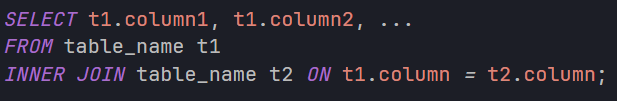 SELECT t1.column1, t1.column2, ...
FROM table_name t1
INNER JOIN table_name t2 ON t1.column = t2.column;